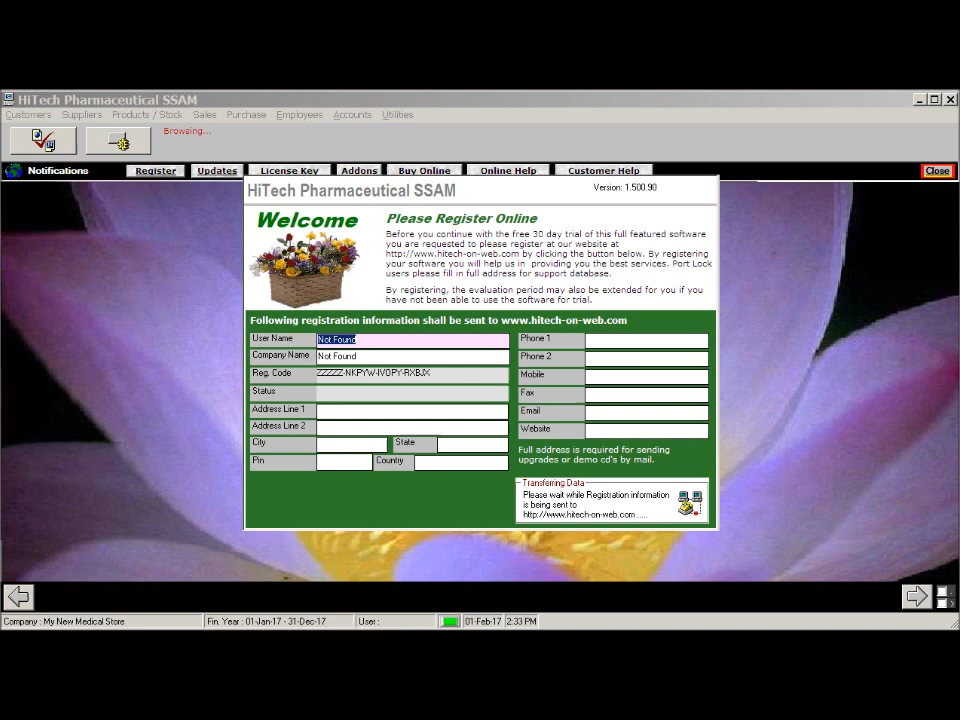 HiTech Pharmaceutical SSAM
Customers Suppliers Products / Stock Sales Purchase Employees Accounts Utilities
Browsing...
Notifications Register Updates License Key Addons Buy Online Online Help Customer Help Close
HiTech Pharmaceutical SSAM Version: 1.500.90
Welcome
Please Register Online
Before you continue with the free 30 day trial of this full featured software
you are requested to please register at our website at
http://www.hitech-on-web.com by clicking the button below. By registering
your software you will help us in providing you the best services. Port Lock
users please fill in full address for support database.
By registering, the evaluation period may also be extended for you if you
have not been able to use the software for trial.
Following registration information shall be sent to www.hitech-on-web.com
User Name Not Found
Company Name Not Found
Reg. Code ZZZZZ-NKPYW-IVOPY-RXBJX
Status
Address Line 1
Address Line 2
City State
Pin Country
Phone 1
Phone 2
Mobile
Fax
Email
Website
Full address is required for sending
upgrades or demo cd's by mail.
Transferring Data
Please wait while Registration information
is being sent to
http://www.hitech-on-web.com .....
Company : My New Medical Store Fin. Year : 01-Jan-17 - 31-Dec-17 User : 01-Feb-17 2:33 PM